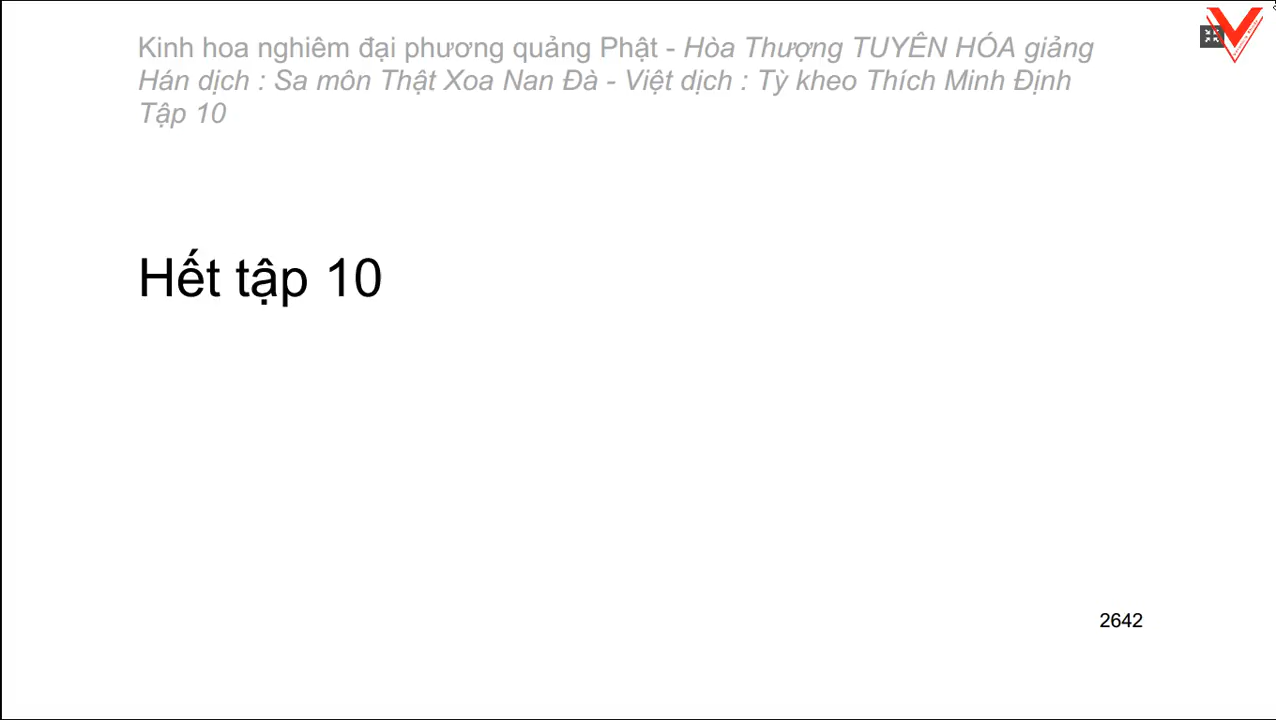 Kinh hoa nghiêm đại phương quảng Phật - Hòa Thượng TUYÊN HÓA giảng
Hán dịch : Sa môn Thật Xoa Nan Đà - Việt dịch : Tỳ kheo Thích Minh Định
Tập 10
Hết tập 10
2642